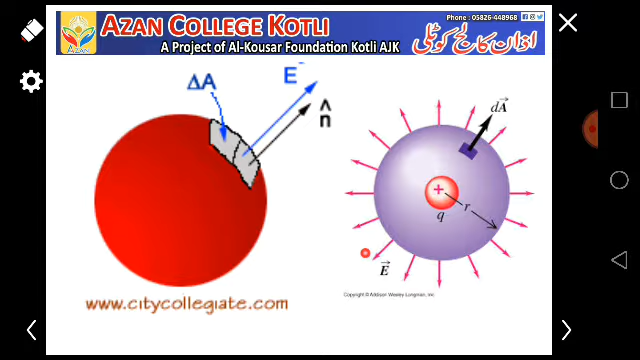 AZAN COLLEGE KOTLI
Phone : 05826-448968
A Project of Al-Kousar Foundation Kotli AJK
اذان کالج کوٹلی
AZAN
ΔA
E
n̂
dA⃗
+
r
q
E⃗
www.citycollegiate.com
Copyright © Addison Wesley Longman, Inc.